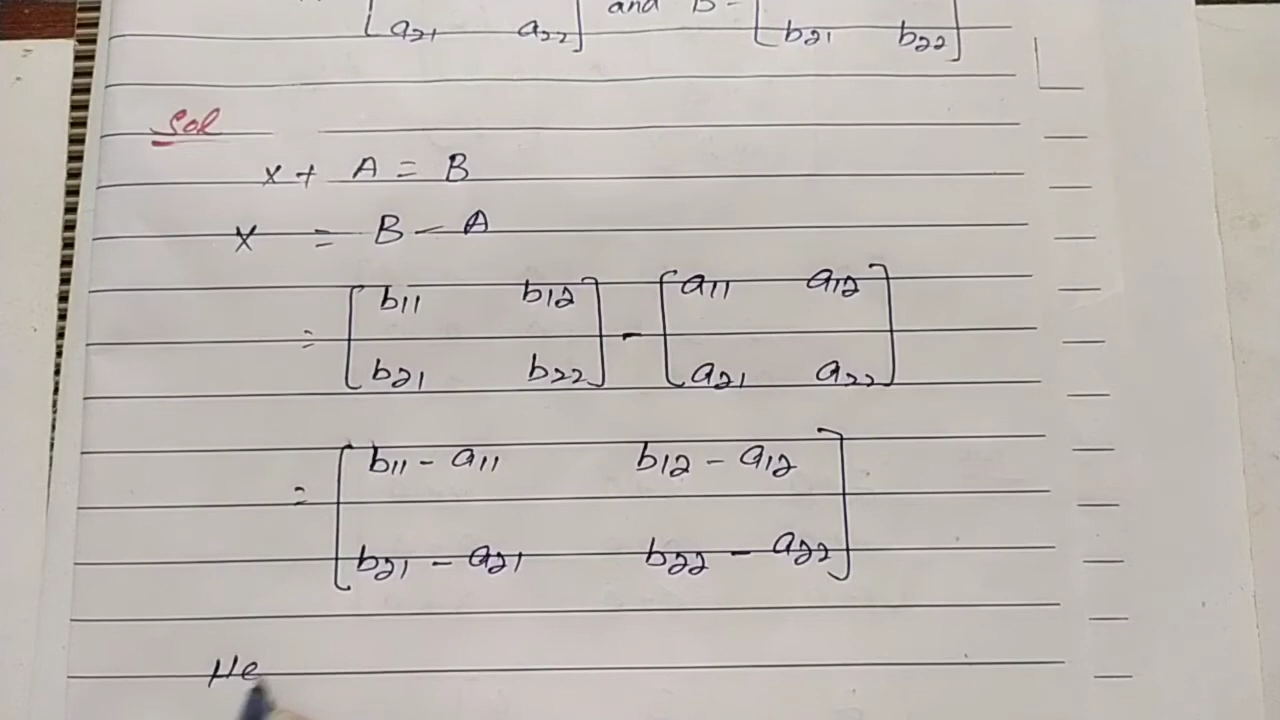 [a21 a22] and B = [b21 b22]
Sol
x + A = B
x = B - A
= [b11 b12] - [a11 a12]
[b21 b22] [a21 a22]
= [b11 - a11 b12 - a12]
[b21 - a21 b22 - a22]
He